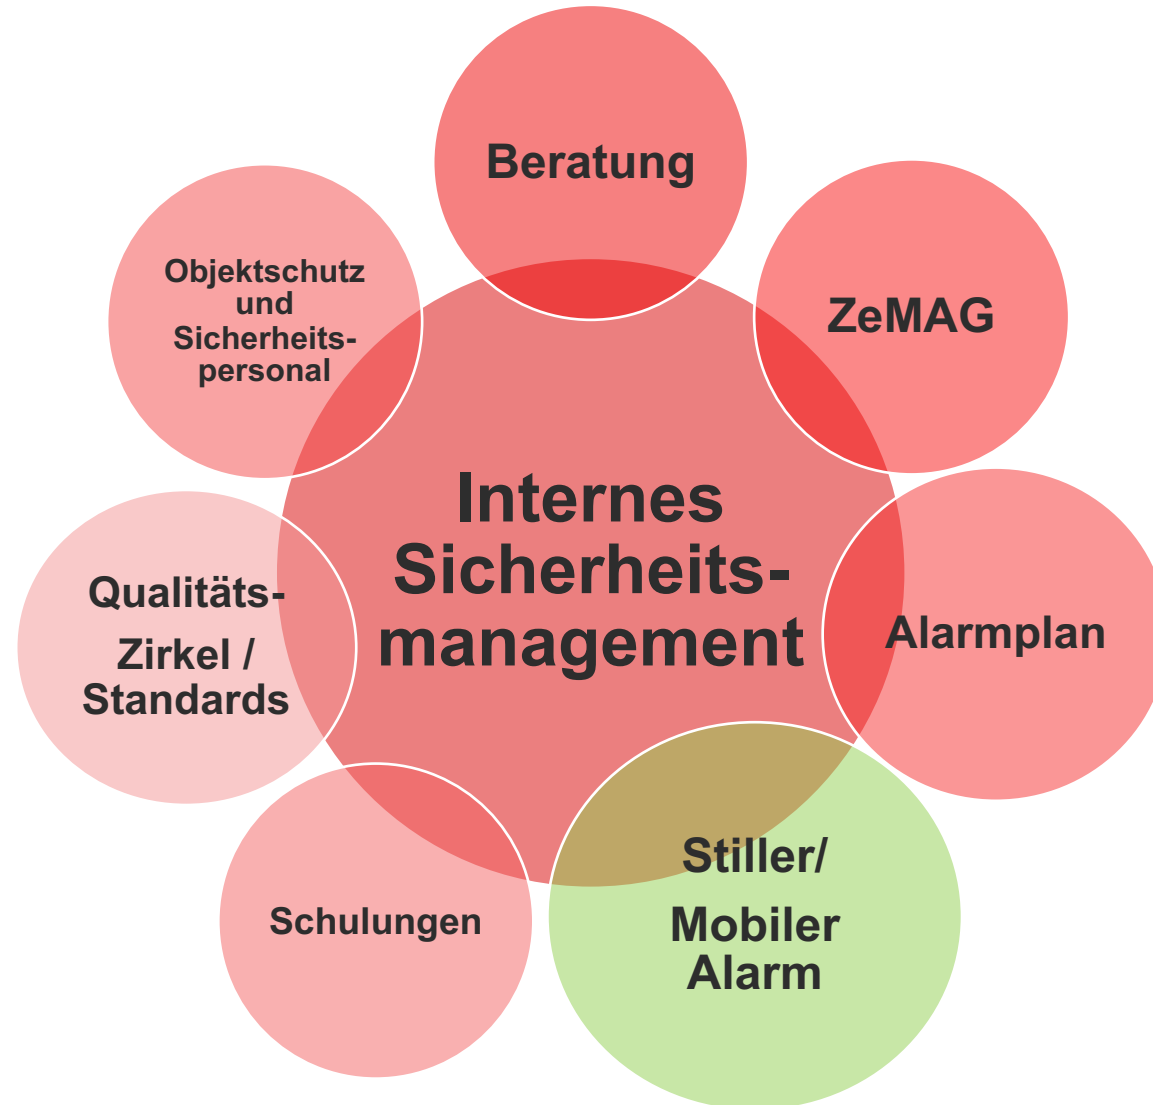 Beratung
Objektschutz
und
Sicherheits-
personal
ZeMAG
Internes
Sicherheits-
management
Qualitäts-
Zirkel /
Standards
Alarmplan
Schulungen
Stiller/
Mobiler
Alarm